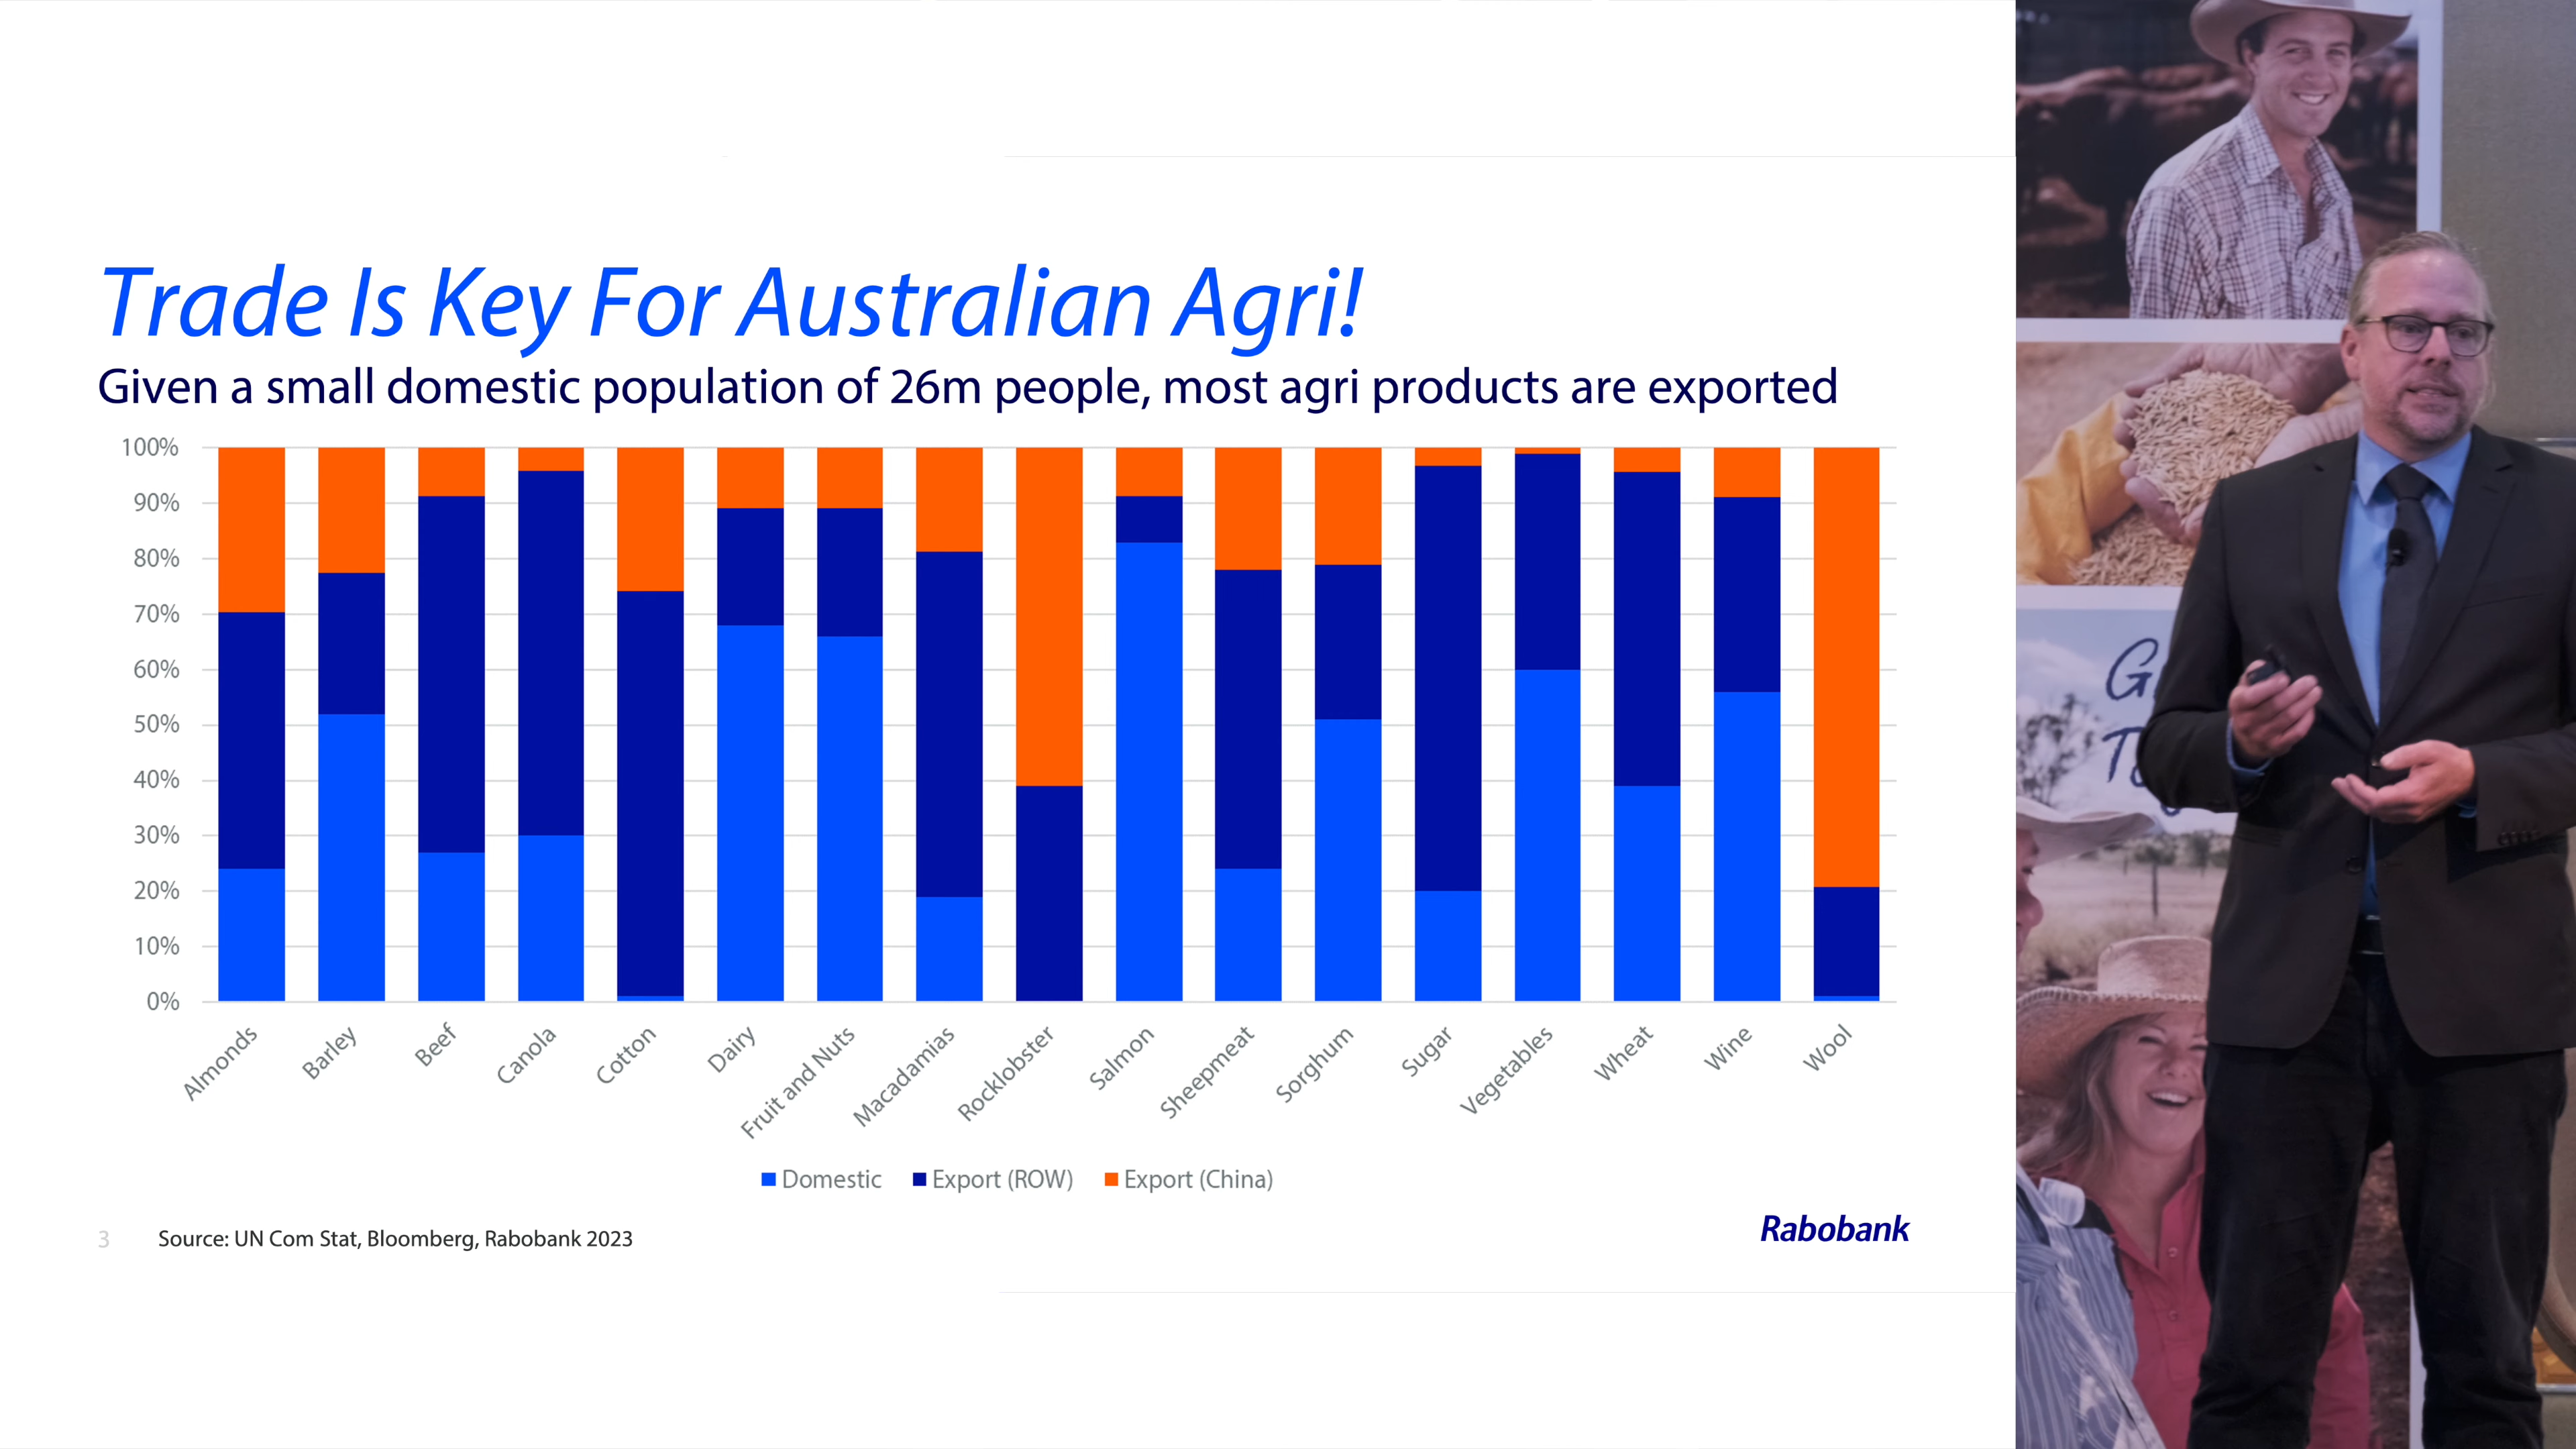 Trade Is Key For Australian Agri!
Given a small domestic population of 26m people, most agri products are exported
100%
90%
80%
70%
60%
50%
40%
30%
20%
10%
0%
Almonds
Barley
Beef
Canola
Cotton
Dairy
Fruit and Nuts
Macadamias
Rocklobster
Salmon
Sheepmeat
Sorghum
Sugar
Vegetables
Wheat
Wine
Wool
Domestic Export (ROW) Export (China)
3 Source: UN Com Stat, Bloomberg, Rabobank 2023
Rabobank